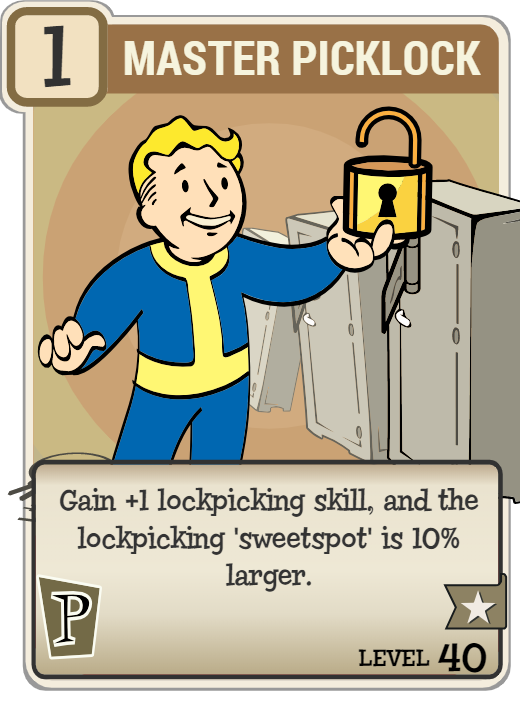 1
MASTER PICKLOCK
Gain +1 lockpicking skill, and the
lockpicking 'sweetspot' is 10%
larger.
P
LEVEL 40